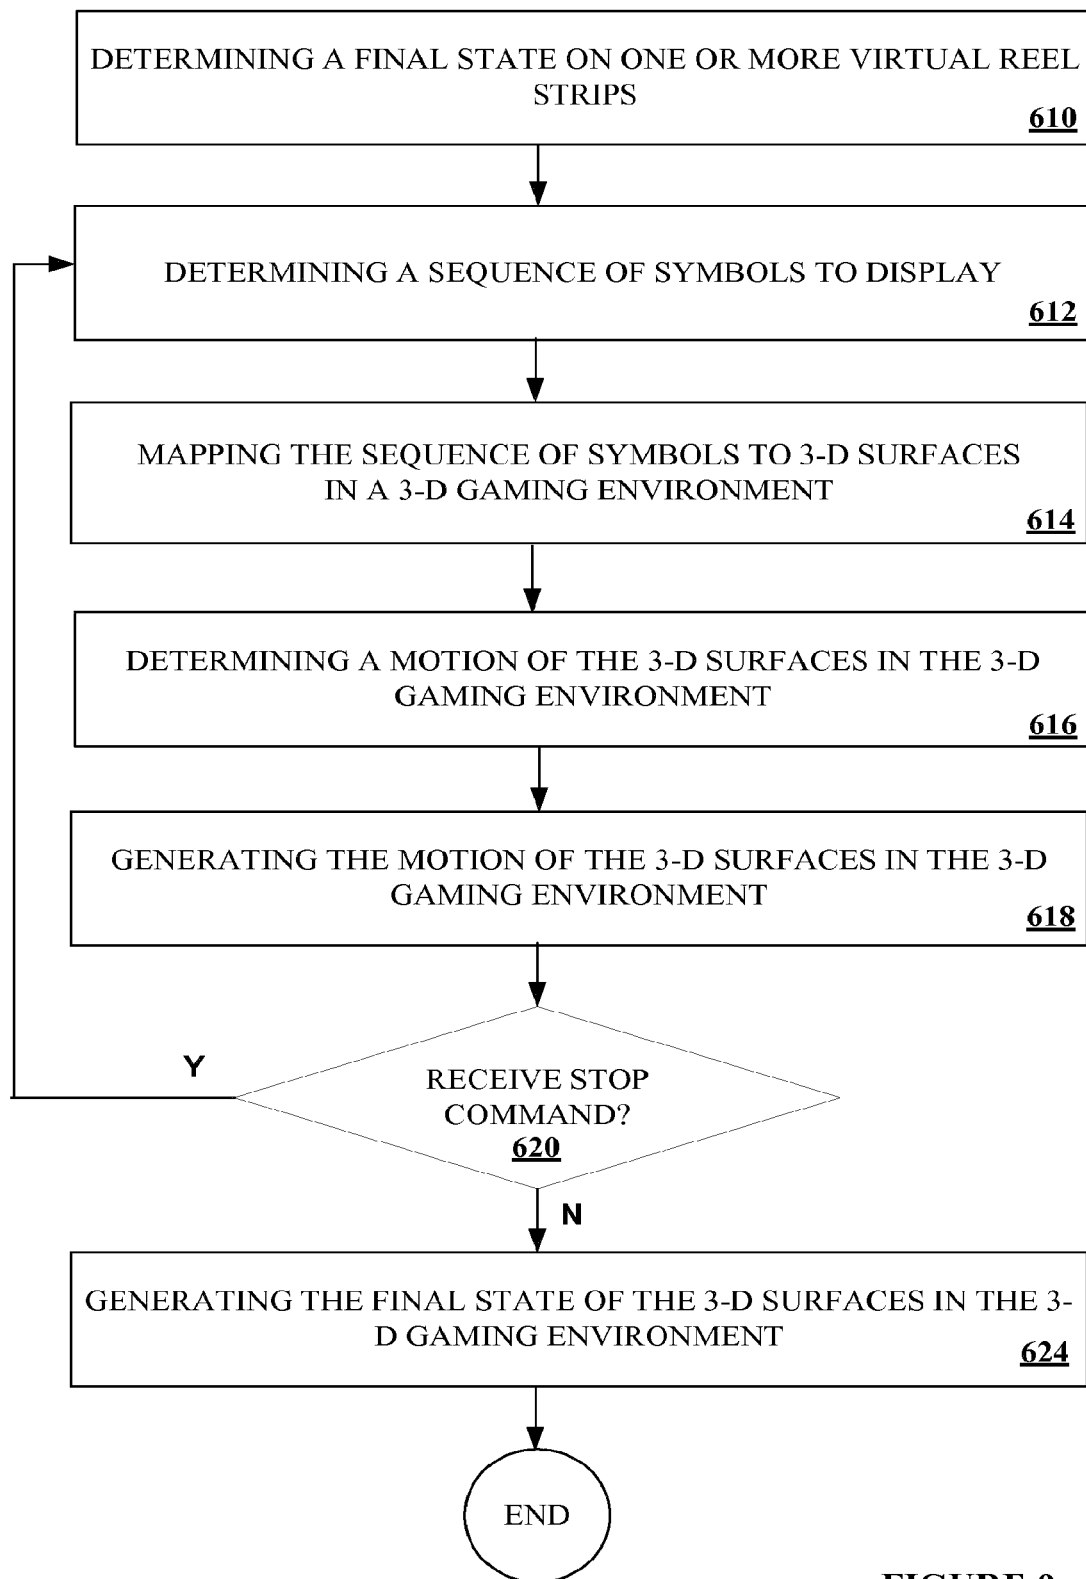 DETERMINING A FINAL STATE ON ONE OR MORE VIRTUAL REEL
STRIPS
610
DETERMINING A SEQUENCE OF SYMBOLS TO DISPLAY
612
MAPPING THE SEQUENCE OF SYMBOLS TO 3-D SURFACES
IN A 3-D GAMING ENVIRONMENT
614
DETERMINING A MOTION OF THE 3-D SURFACES IN THE 3-D
GAMING ENVIRONMENT
616
GENERATING THE MOTION OF THE 3-D SURFACES IN THE 3-D
GAMING ENVIRONMENT
618
Y
RECEIVE STOP
COMMAND?
620
N
GENERATING THE FINAL STATE OF THE 3-D SURFACES IN THE 3-
D GAMING ENVIRONMENT
624
END
FIGURE